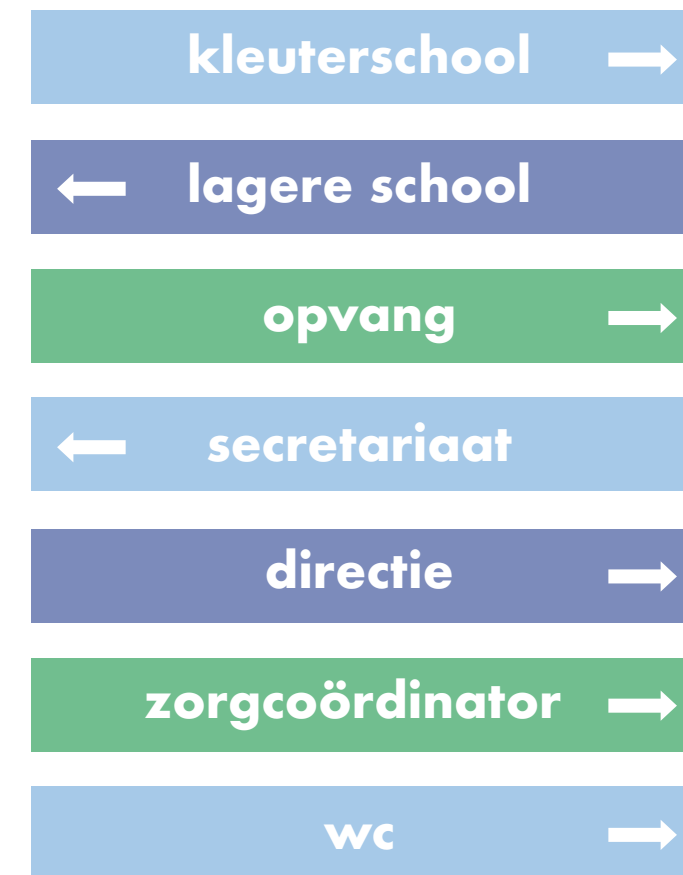 kleuterschool
lagere school
opvang
secretariaat
directie
zorgcoördinator
wc